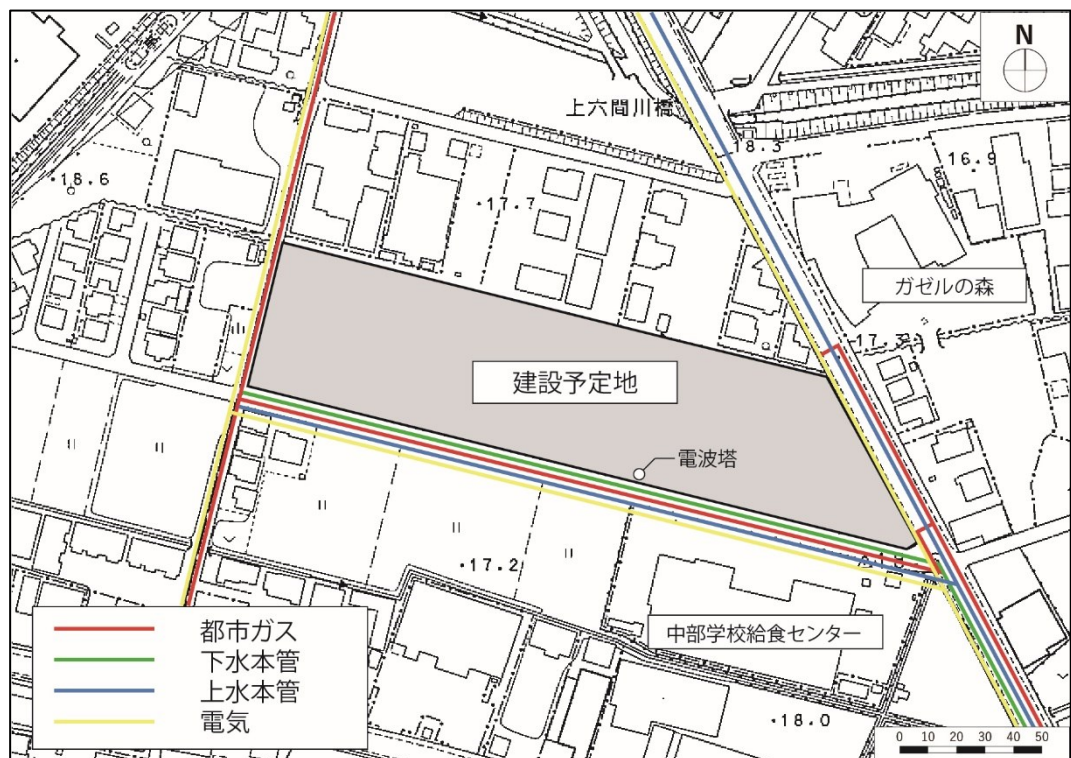 N
上六間川橋
18.3
16.9
18.6
17.7
ガゼルの森
17.7
建設予定地
電波塔
17.2
中部学校給食センター
都市ガス
下水本管
上水本管
電気
18.0
0 10 20 30 40 50